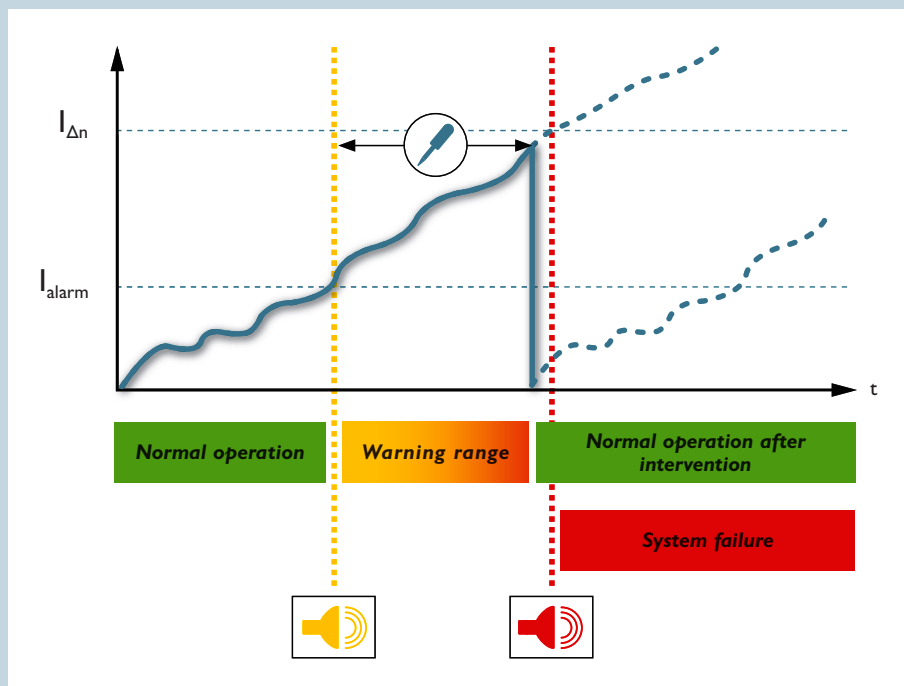 IΔn
Ialarm
t
Normal operation
Warning range
Normal operation after
intervention
System failure